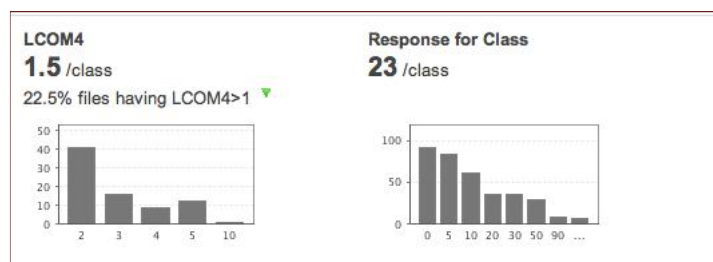 LCOM4
1.5 /class
22.5% files having LCOM4>1
50
40
30
20
10
0
2 3 4 5 10
Response for Class
23 /class
100
50
0
0 5 10 20 30 50 90 ...